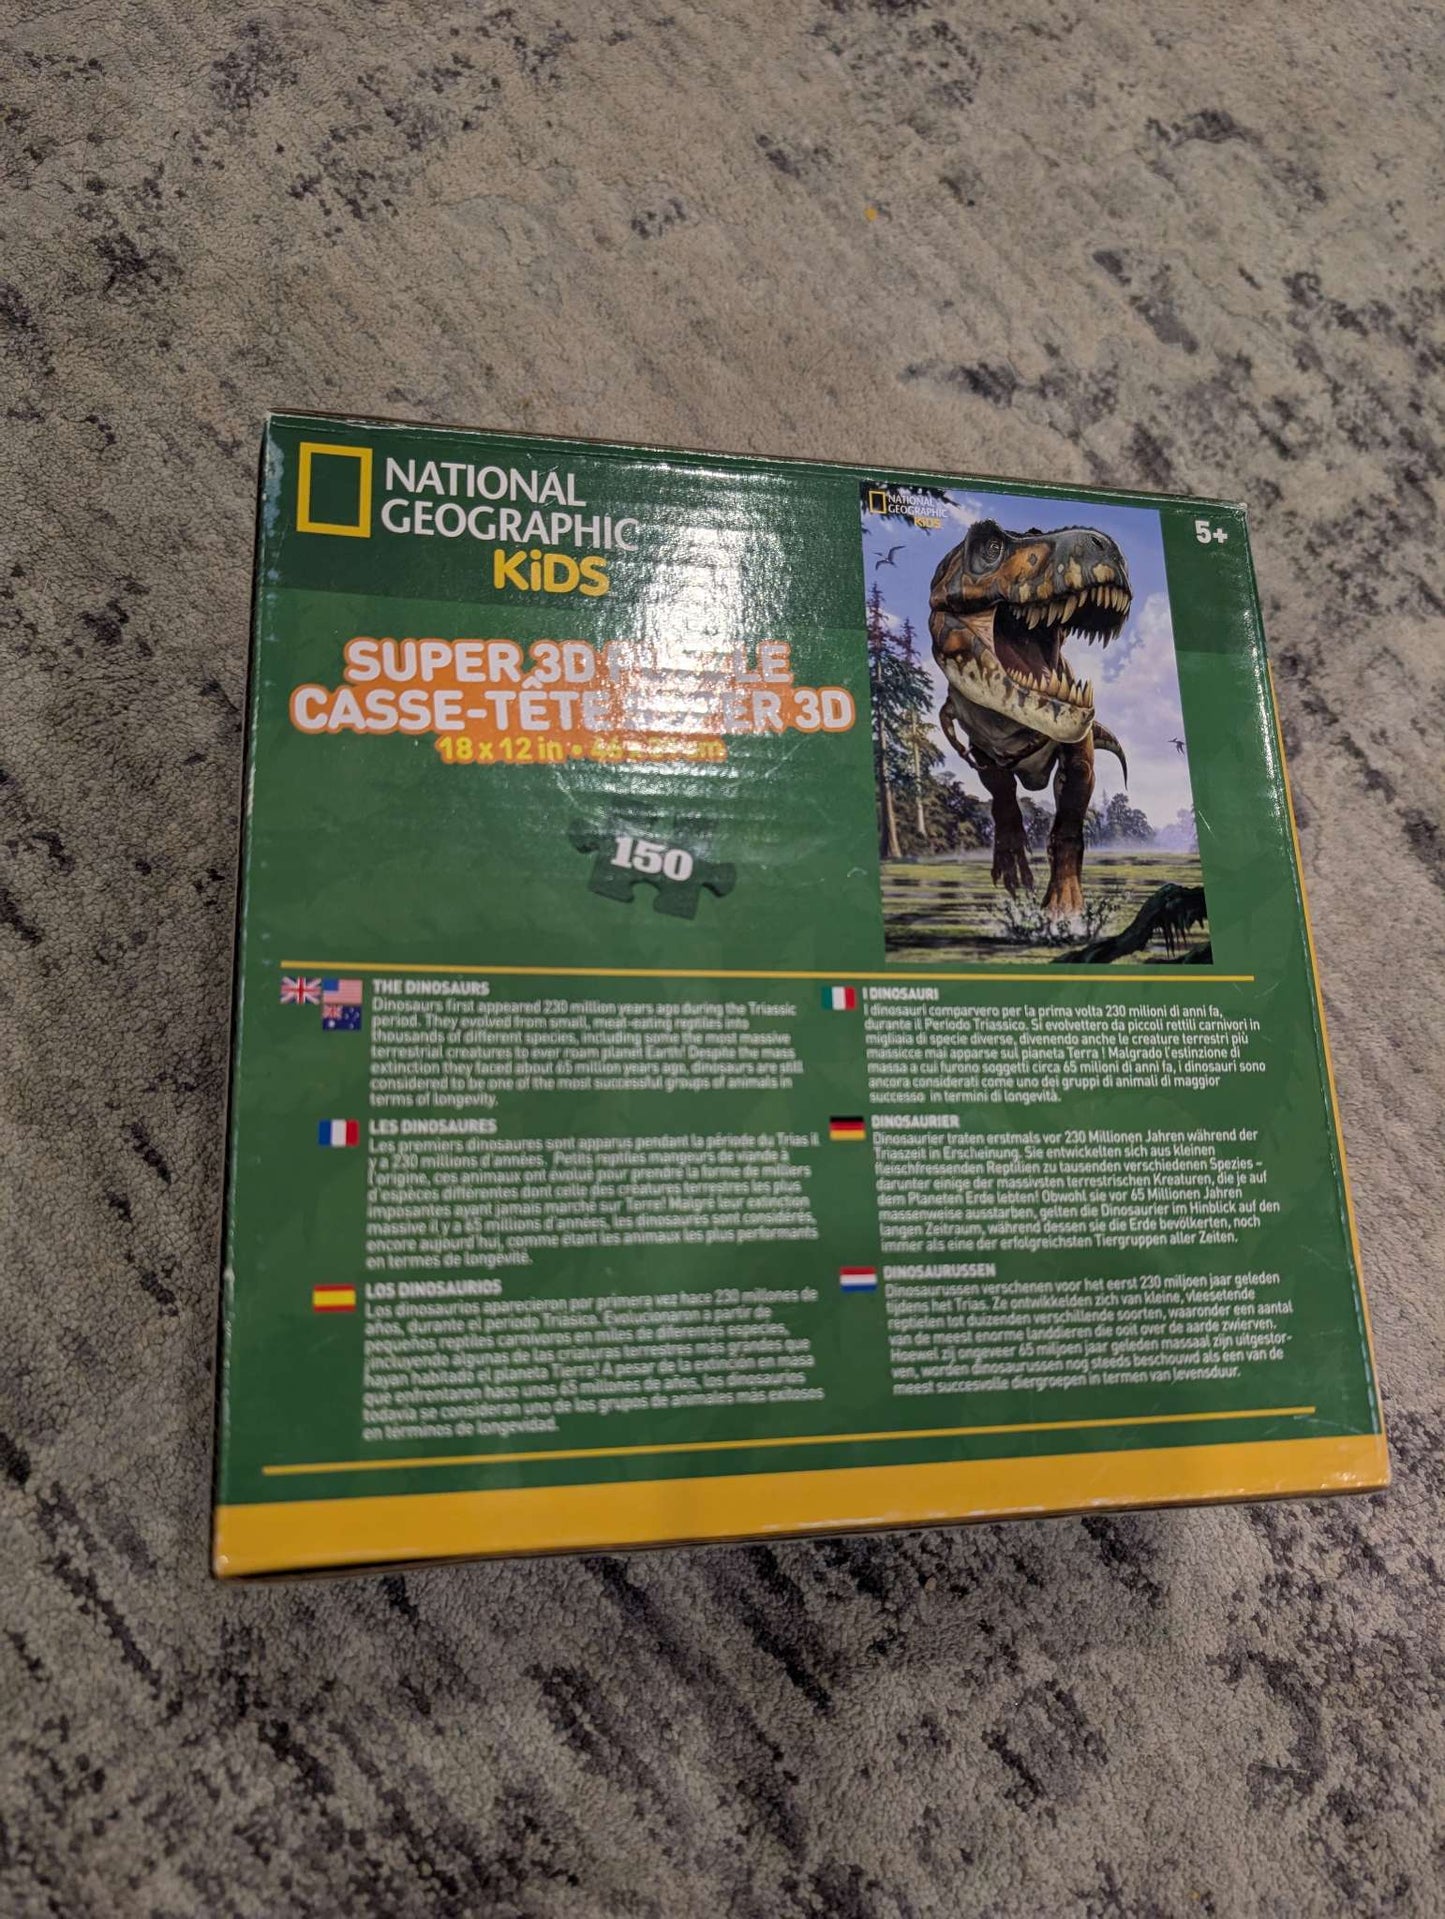 NATIONAL
GEOGRAPHIC
KiDS
SUPER 3D
CASSE-TÊTE 3D
18 x 12 in •
150
NATIONAL
GEOGRAPHIC
KiDS
5+
THE DINOSAURS
Dinosaurs first appeared 230 million years ago during the Triassic
period. They evolved from small, meat-eating reptiles into
thousands of different species, including some the most massive
terrestrial creatures to ever roam planet Earth! Despite the mass
extinction they faced about 65 million years ago, dinosaurs are still
considered to be one of the most successful groups of animals in
terms of longevity.
LES DINOSAURES
Les premiers dinosaures sont apparus pendant la période du Trias il
y a 230 millions d'années. Petits reptiles mangeurs de viande à
l'origine, ces animaux ont évolué pour prendre la forme de milliers
d'espèces différentes dont celle des créatures terrestres les plus
imposantes ayant jamais marché sur Terre! Malgré leur extinction
massive il y a 65 millions d'années, les dinosaures sont considérés,
encore aujourd'hui, comme étant les animaux les plus performants
en termes de longévité.
LOS DINOSAURIOS
Los dinosaurios aparecieron por primera vez hace 230 millones de
años, durante el periodo Triásico. Evolucionaron a partir de
pequeños reptiles carnívoros en miles de diferentes especies,
incluyendo algunas de las criaturas terrestres más grandes que
hayan habitado el planeta Tierra! A pesar de la extinción en masa
que enfrentaron hace unos 65 millones de años, los dinosaurios
todavía se consideran uno de los grupos de animales más exitosos
en términos de longevidad.
I DINOSAURI
I dinosauri comparvero per la prima volta 230 milioni di anni fa,
durante il Periodo Triassico. Si evolvettero da piccoli rettili carnivori in
migliaia di specie diverse, divenendo anche le creature terrestri più
massicce mai apparse sul pianeta Terra ! Malgrado l'estinzione di
massa a cui furono soggetti circa 65 milioni di anni fa, i dinosauri sono
ancora considerati come uno dei gruppi di animali di maggior
successo in termini di longevità.
DINOSAURIER
Dinosaurier traten erstmals vor 230 Millionen Jahren während der
Triaszeit in Erscheinung. Sie entwickelten sich aus kleinen
fleischfressenden Reptilien zu tausenden verschiedenen Spezies –
darunter einige der massivsten terrestrischen Kreaturen, die je auf
dem Planeten Erde lebten! Obwohl sie vor 65 Millionen Jahren
massenweise ausstarben, gelten die Dinosaurier im Hinblick auf den
langen Zeitraum, während dessen sie die Erde bevölkerten, noch
immer als eine der erfolgreichsten Tiergruppen aller Zeiten.
DINOSAURUSSEN
Dinosaurussen verschenen voor het eerst 230 miljoen jaar geleden
tijdens het Trias. Ze ontwikkelden zich van kleine, vleesetende
reptielen tot duizenden verschillende soorten, waaronder een aantal
van de meest enorme landdieren die ooit over de aarde zwierven.
Hoewel zij ongeveer 65 miljoen jaar geleden massaal zijn uitgestor-
ven, worden dinosaurussen nog steeds beschouwd als een van de
meest succesvolle diergroepen in termen van levensduur.